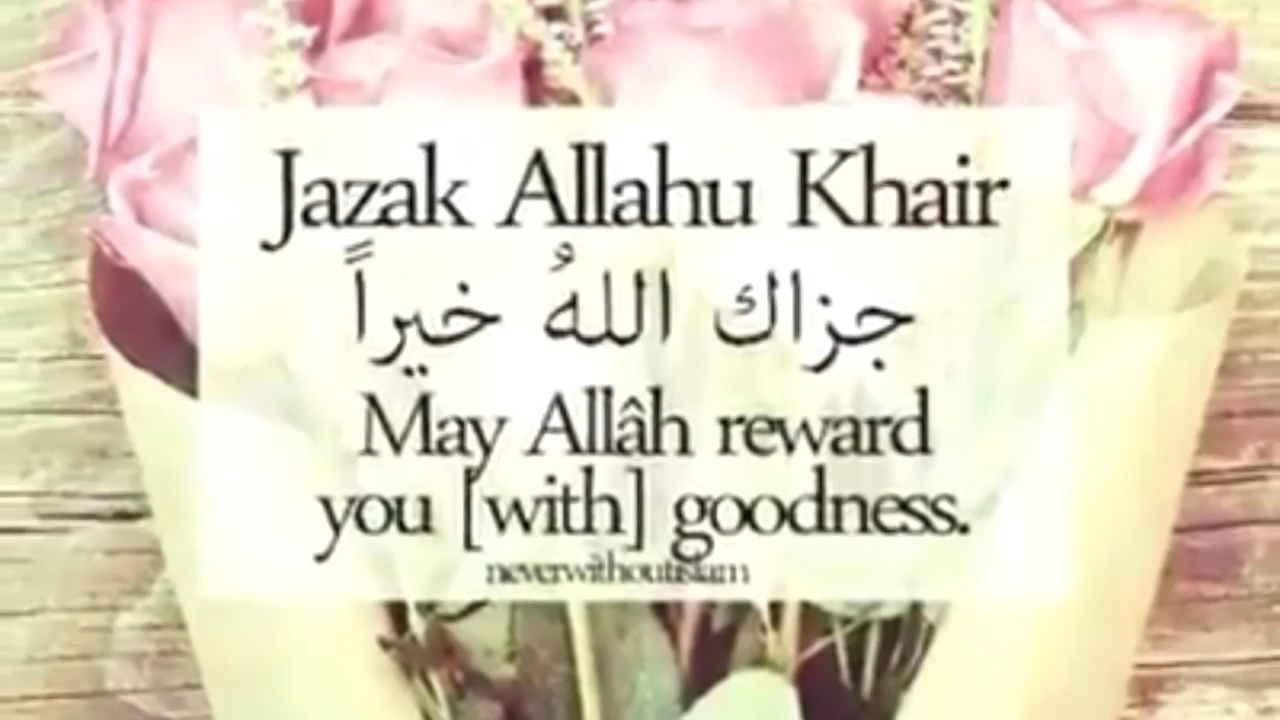 Jazak Allahu Khair
جزاك اللهُ خيراً
May Allâh reward
you [with] goodness.
neverwithoutislam